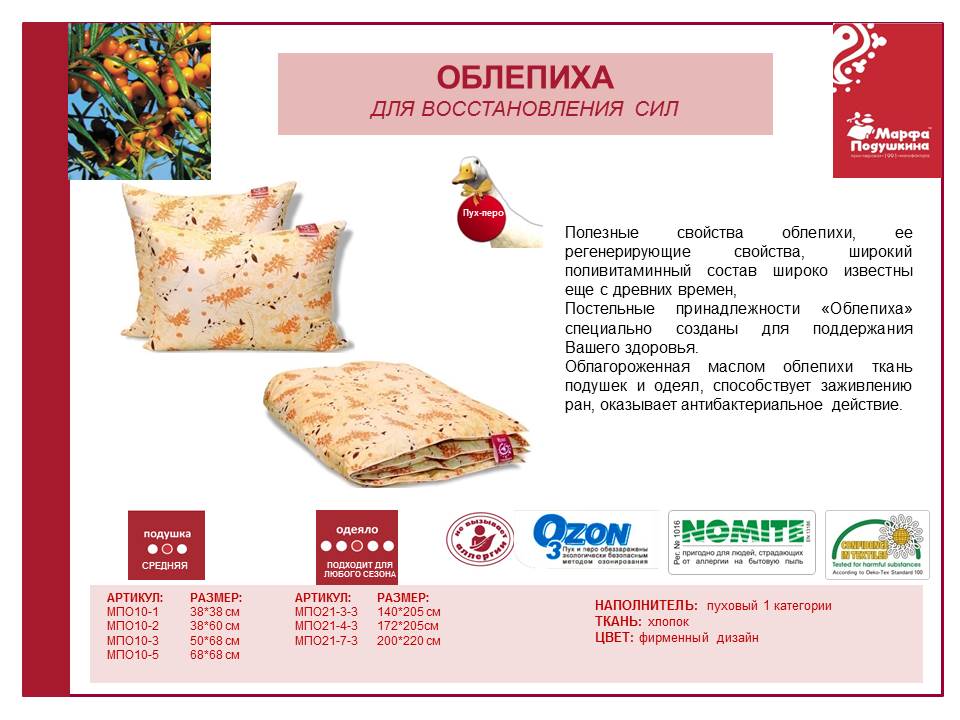 ОБЛЕПИХА
ДЛЯ ВОССТАНОВЛЕНИЯ СИЛ
Марфа
Подушкина
Пух-перо
Полезные свойства облепихи, ее
регенерирующие свойства, широкий
поливитаминный состав широко известны
еще с древних времен,
Постельные принадлежности «Облепиха»
специально созданы для поддержания
Вашего здоровья.
Облагороженная маслом облепихи ткань
подушек и одеял, способствует заживлению
ран, оказывает антибактериальное действие.
подушка
СРЕДНЯЯ
одеяло
ПОДХОДИТ ДЛЯ
ЛЮБОГО СЕЗОНА
не вызывает
аллергии
OZON
3
Пух и перо обеззаражены
экологически безопасным
методом озонирования
Рег. № 1016
NOMITE
EN 13186
пригодно для людей, страдающих
от аллергии на бытовую пыль
CONFIDENCE
IN TEXTILES
Tested for harmful substances
According to Oeko-Tex Standard 100
АРТИКУЛ: РАЗМЕР:
МПО10-1 38*38 см
МПО10-2 38*60 см
МПО10-3 50*68 см
МПО10-5 68*68 см
АРТИКУЛ: РАЗМЕР:
МПО21-3-3 140*205 см
МПО21-4-3 172*205см
МПО21-7-3 200*220 см
НАПОЛНИТЕЛЬ: пуховый 1 категории
ТКАНЬ: хлопок
ЦВЕТ: фирменный дизайн